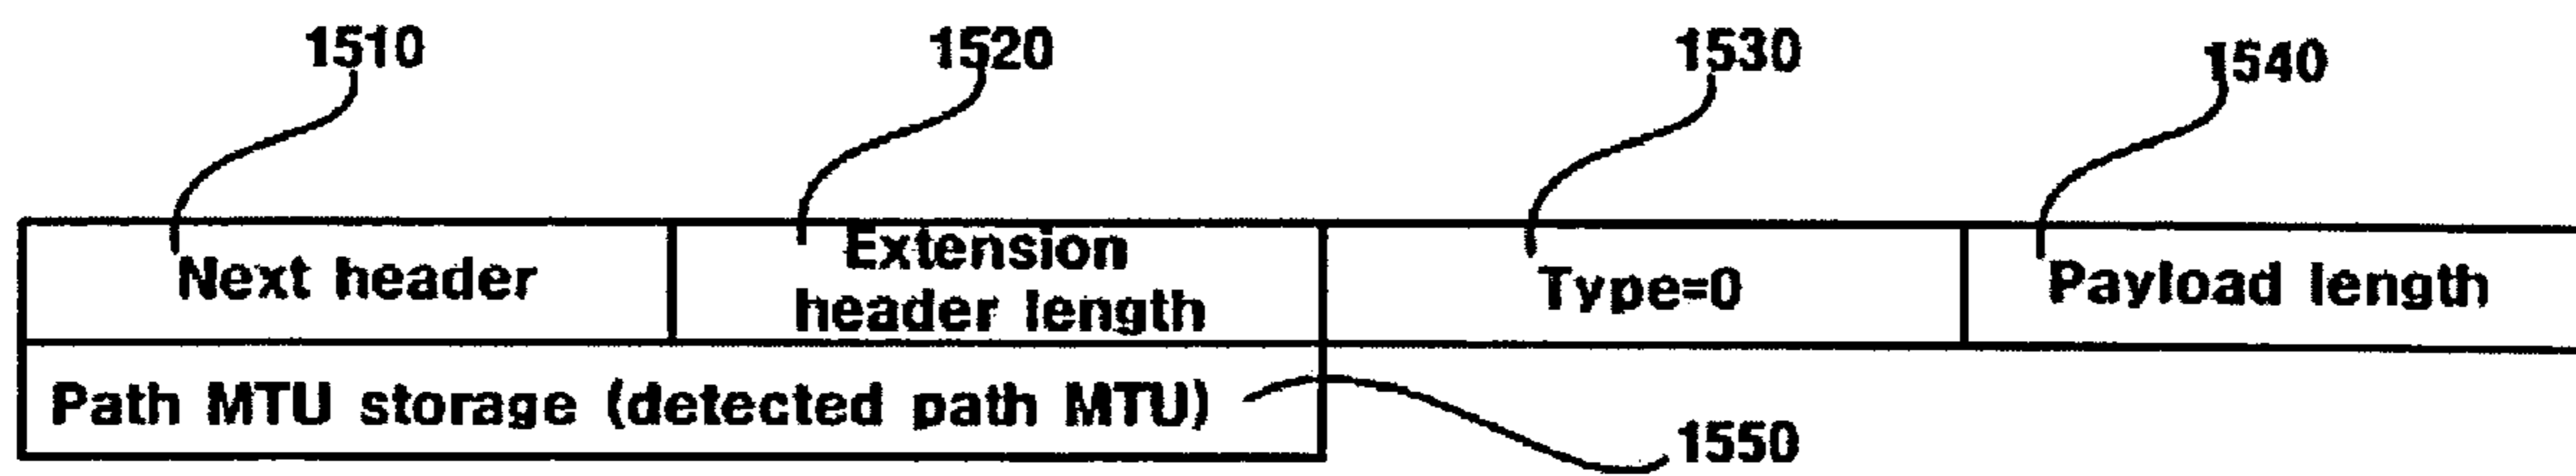 1510 1520 1530 1540
Next header
Extension
header length
Type=0
Payload length
Path MTU storage (detected path MTU)
1550